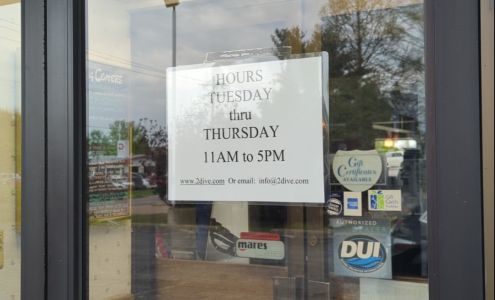 HOURS
TUESDAY
thru
THURSDAY
11AM to 5PM
www.2dive.com Or email: info@2dive.com
Gift
Certificates
AVAILABLE
mares
AUTHORIZED
DUI